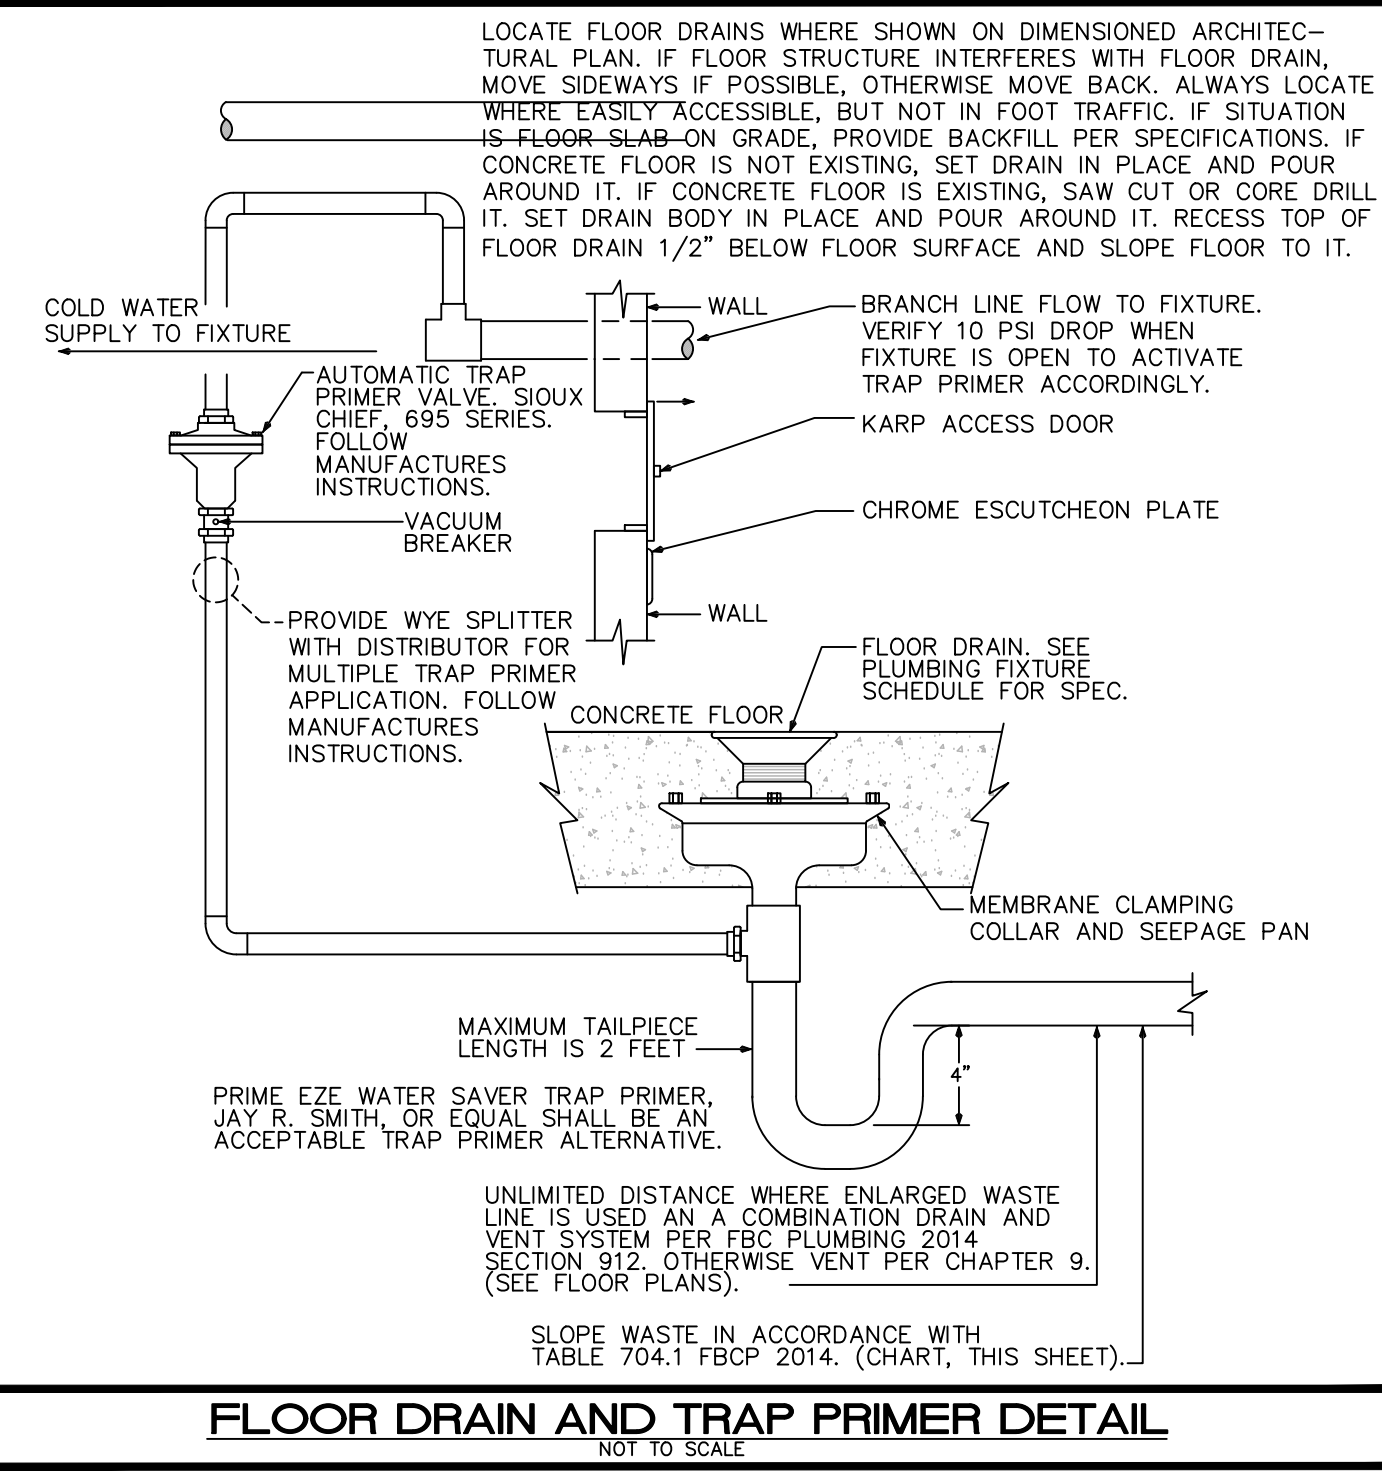 LOCATE FLOOR DRAINS WHERE SHOWN ON DIMENSIONED ARCHITEC-
TURAL PLAN. IF FLOOR STRUCTURE INTERFERES WITH FLOOR DRAIN,
MOVE SIDEWAYS IF POSSIBLE, OTHERWISE MOVE BACK. ALWAYS LOCATE
WHERE EASILY ACCESSIBLE, BUT NOT IN FOOT TRAFFIC. IF SITUATION
IS FLOOR SLAB ON GRADE, PROVIDE BACKFILL PER SPECIFICATIONS. IF
CONCRETE FLOOR IS NOT EXISTING, SET DRAIN IN PLACE AND POUR
AROUND IT. IF CONCRETE FLOOR IS EXISTING, SAW CUT OR CORE DRILL
IT. SET DRAIN BODY IN PLACE AND POUR AROUND IT. RECESS TOP OF
FLOOR DRAIN 1/2" BELOW FLOOR SURFACE AND SLOPE FLOOR TO IT.
COLD WATER
SUPPLY TO FIXTURE
WALL
BRANCH LINE FLOW TO FIXTURE.
VERIFY 10 PSI DROP WHEN
FIXTURE IS OPEN TO ACTIVATE
TRAP PRIMER ACCORDINGLY.
AUTOMATIC TRAP
PRIMER VALVE. SIOUX
CHIEF, 695 SERIES.
FOLLOW
MANUFACTURES
INSTRUCTIONS.
KARP ACCESS DOOR
CHROME ESCUTCHEON PLATE
VACUUM
BREAKER
WALL
PROVIDE WYE SPLITTER
WITH DISTRIBUTOR FOR
MULTIPLE TRAP PRIMER
APPLICATION. FOLLOW
MANUFACTURES
INSTRUCTIONS.
FLOOR DRAIN. SEE
PLUMBING FIXTURE
SCHEDULE FOR SPEC.
CONCRETE FLOOR
MEMBRANE CLAMPING
COLLAR AND SEEPAGE PAN
MAXIMUM TAILPIECE
LENGTH IS 2 FEET
4"
PRIME EZE WATER SAVER TRAP PRIMER,
JAY R. SMITH, OR EQUAL SHALL BE AN
ACCEPTABLE TRAP PRIMER ALTERNATIVE.
UNLIMITED DISTANCE WHERE ENLARGED WASTE
LINE IS USED AN A COMBINATION DRAIN AND
VENT SYSTEM PER FBC PLUMBING 2014
SECTION 912. OTHERWISE VENT PER CHAPTER 9.
(SEE FLOOR PLANS).
SLOPE WASTE IN ACCORDANCE WITH
TABLE 704.1 FBCP 2014. (CHART, THIS SHEET).
FLOOR DRAIN AND TRAP PRIMER DETAIL
NOT TO SCALE